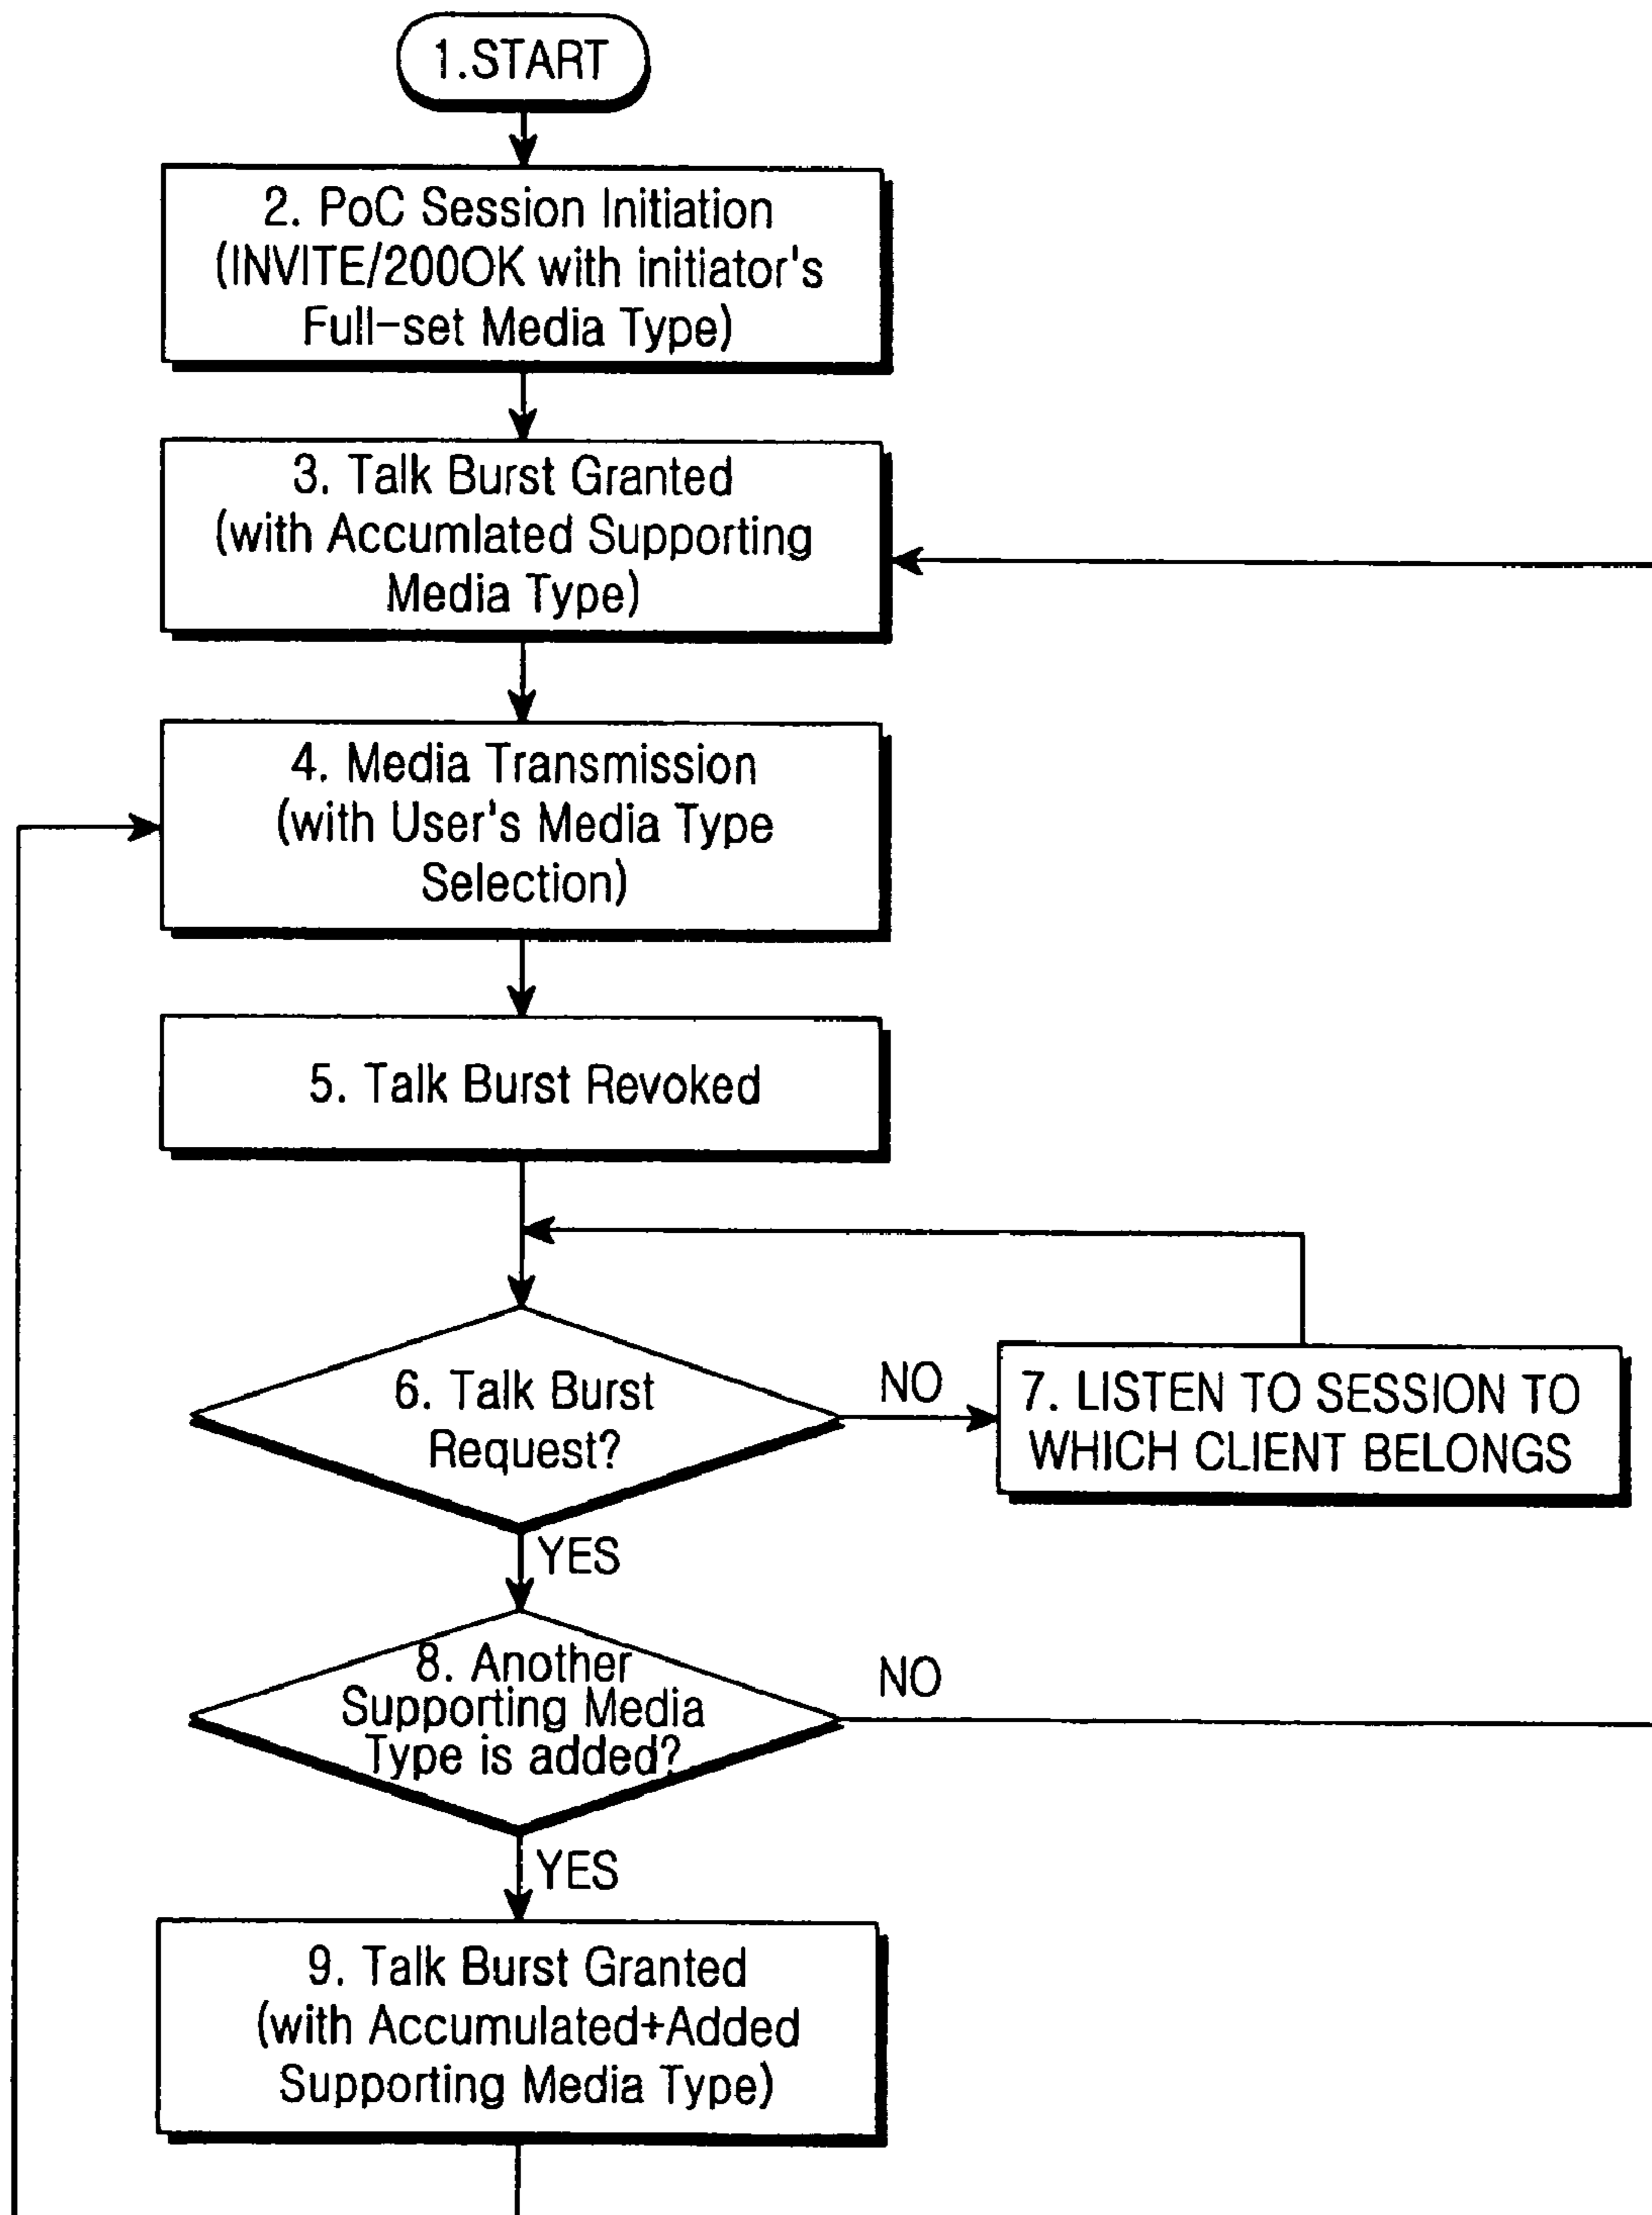 1.START
2. PoC Session Initiation
(INVITE/200OK with initiator's
Full-set Media Type)
3. Talk Burst Granted
(with Accumlated Supporting
Media Type)
4. Media Transmission
(with User's Media Type
Selection)
5. Talk Burst Revoked
6. Talk Burst
Request?
NO
7. LISTEN TO SESSION TO
WHICH CLIENT BELONGS
YES
8. Another
Supporting Media
Type is added?
NO
YES
9. Talk Burst Granted
(with Accumulated+Added
Supporting Media Type)